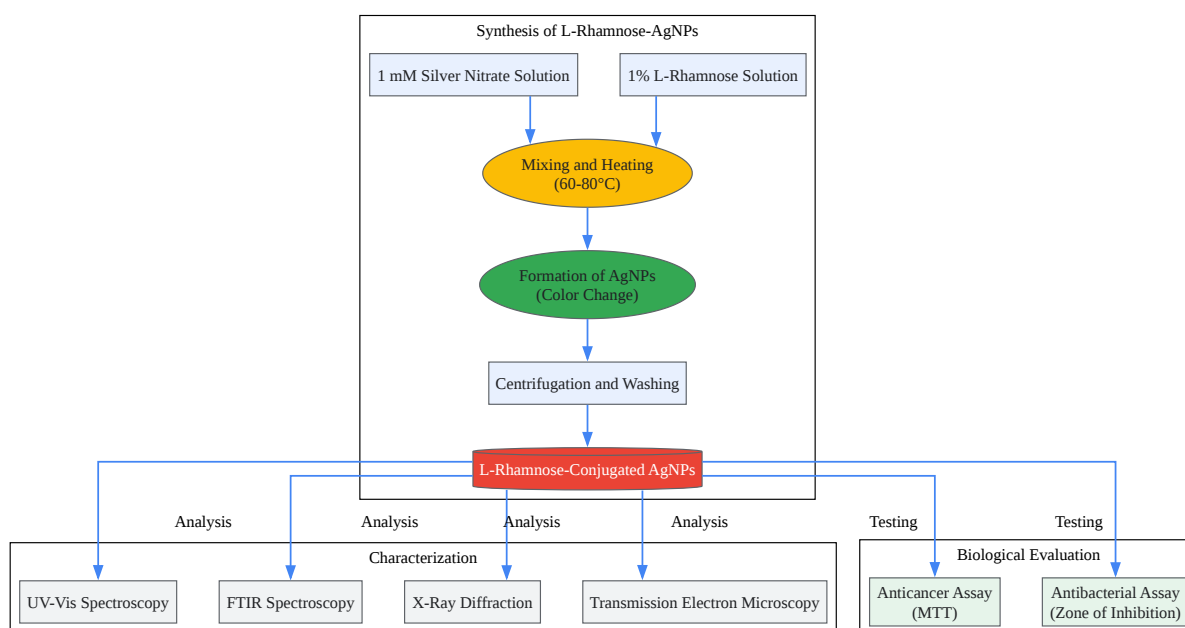 Synthesis of L-Rhamnose-AgNPs
1 mM Silver Nitrate Solution
1% L-Rhamnose Solution
Mixing and Heating
(60-80°C)
Formation of AgNPs
(Color Change)
Centrifugation and Washing
L-Rhamnose-Conjugated AgNPs
Analysis
Analysis
Analysis
Analysis
Testing
Testing
Characterization
UV-Vis Spectroscopy
FTIR Spectroscopy
X-Ray Diffraction
Transmission Electron Microscopy
Biological Evaluation
Anticancer Assay
(MTT)
Antibacterial Assay
(Zone of Inhibition)